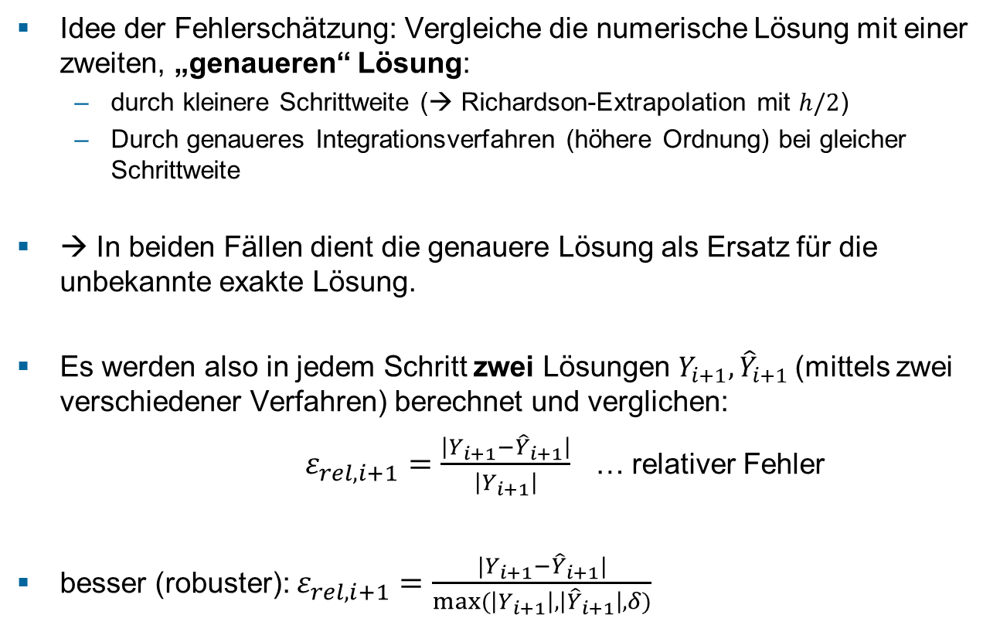 ▪ Idee der Fehlerschätzung: Vergleiche die numerische Lösung mit einer
zweiten, „genaueren“ Lösung:
– durch kleinere Schrittweite (→ Richardson-Extrapolation mit ℎ/2)
– Durch genaueres Integrationsverfahren (höhere Ordnung) bei gleicher
Schrittweite
▪ → In beiden Fällen dient die genauere Lösung als Ersatz für die
unbekannte exakte Lösung.
▪ Es werden also in jedem Schritt zwei Lösungen $Y_{i+1}, \hat{Y}_{i+1}$ (mittels zwei
verschiedener Verfahren) berechnet und verglichen:
$\varepsilon_{rel,i+1} = \frac{|Y_{i+1}-\hat{Y}_{i+1}|}{|Y_{i+1}|}$ … relativer Fehler
▪ besser (robuster): $\varepsilon_{rel,i+1} = \frac{|Y_{i+1}-\hat{Y}_{i+1}|}{\max(|Y_{i+1}|,|\hat{Y}_{i+1}|,\delta)}$